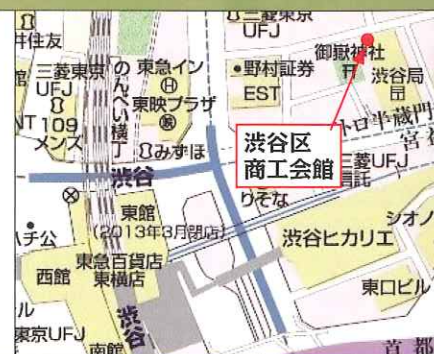 三菱東京
UFJ
井住友
御嶽神社
三菱東京
UFJ
のんべい横丁
東急イン
野村証券
EST
渋谷局
東映プラザ
109
メンズ
みずほ
渋谷区
商工会館
トロ半蔵門
三菱UFJ
信託
渋谷
りそな
東館
(2013年3月閉店)
渋谷ヒカリエ
シオノ
ハチ公
東急百貨店
東横店
西館
東口ビル
渋谷
東京UFJ
南館
首都